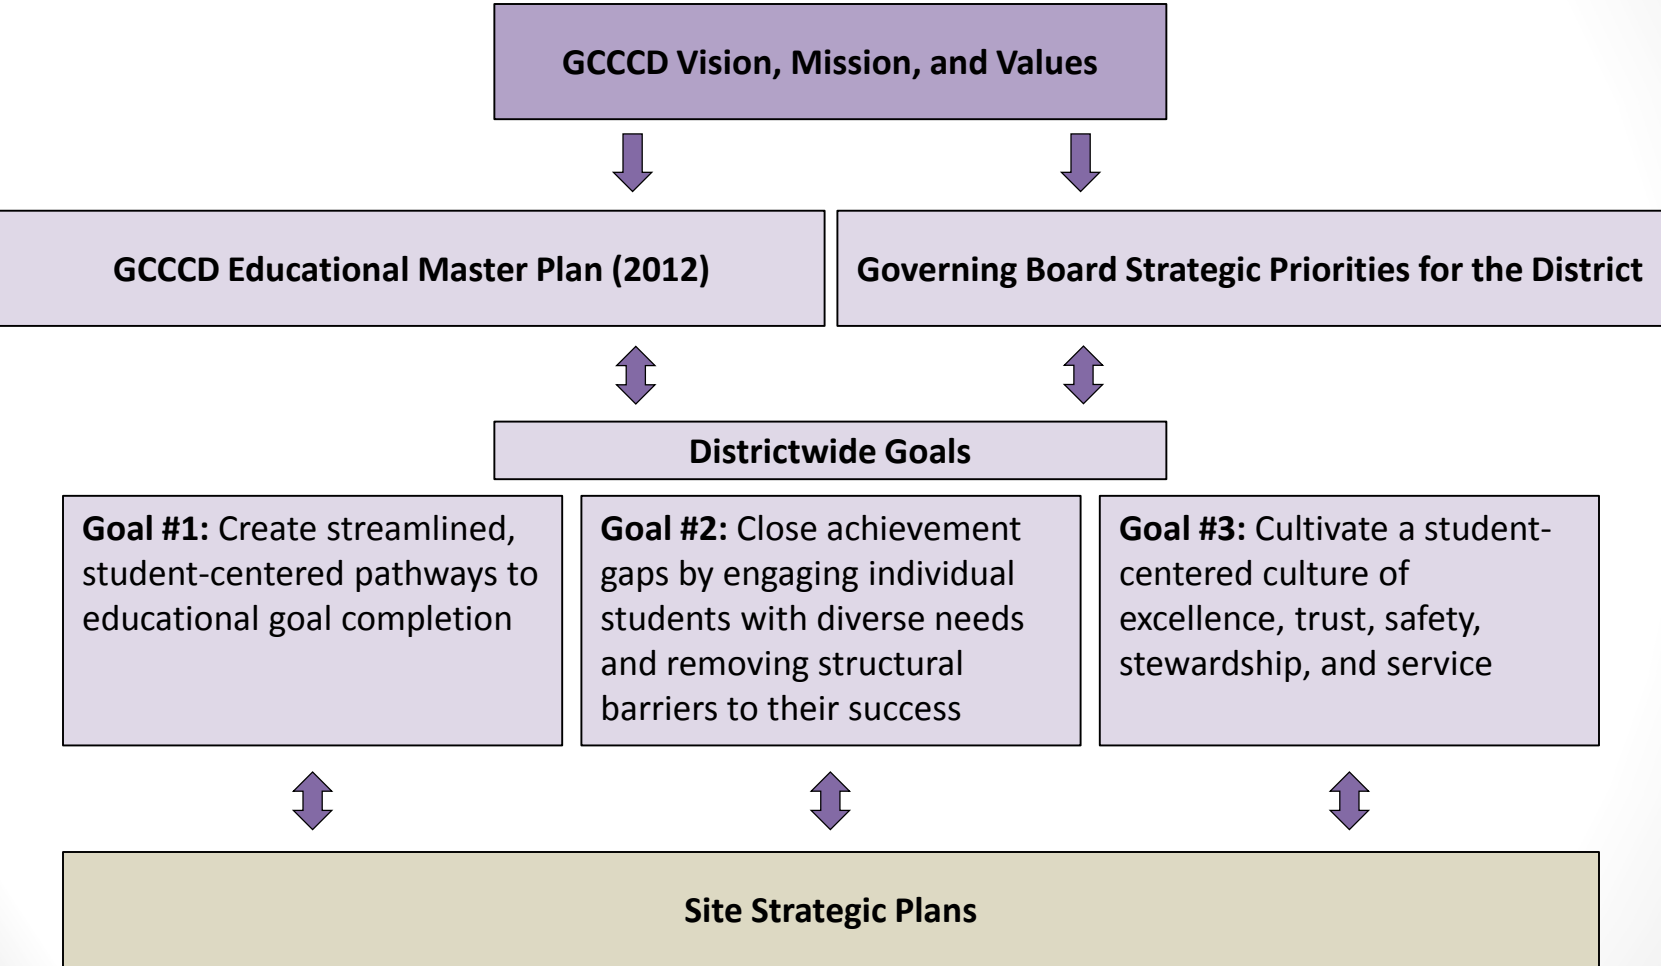 GCCCD Vision, Mission, and Values
GCCCD Educational Master Plan (2012)
Governing Board Strategic Priorities for the District
Districtwide Goals
Goal #1: Create streamlined,
student-centered pathways to
educational goal completion
Goal #2: Close achievement
gaps by engaging individual
students with diverse needs
and removing structural
barriers to their success
Goal #3: Cultivate a student-
centered culture of
excellence, trust, safety,
stewardship, and service
Site Strategic Plans